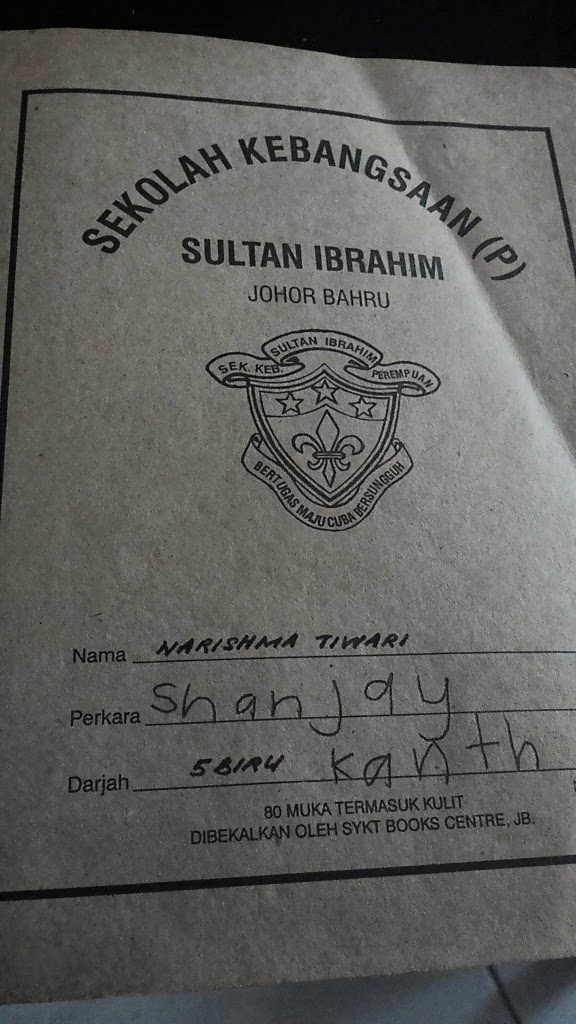 SEKOLAH KEBANGSAAN (P)
SULTAN IBRAHIM
JOHOR BAHRU
SEK. KEB. SULTAN IBRAHIM PEREMPUAN
BERTUGAS MAJU CUBA BERSUNGGUH
Nama NARISHMA TIWARI
Perkara Shanjay
Darjah 5 BIRU Kanth
80 MUKA TERMASUK KULIT
DIBEKALKAN OLEH SYKT BOOKS CENTRE, JB.